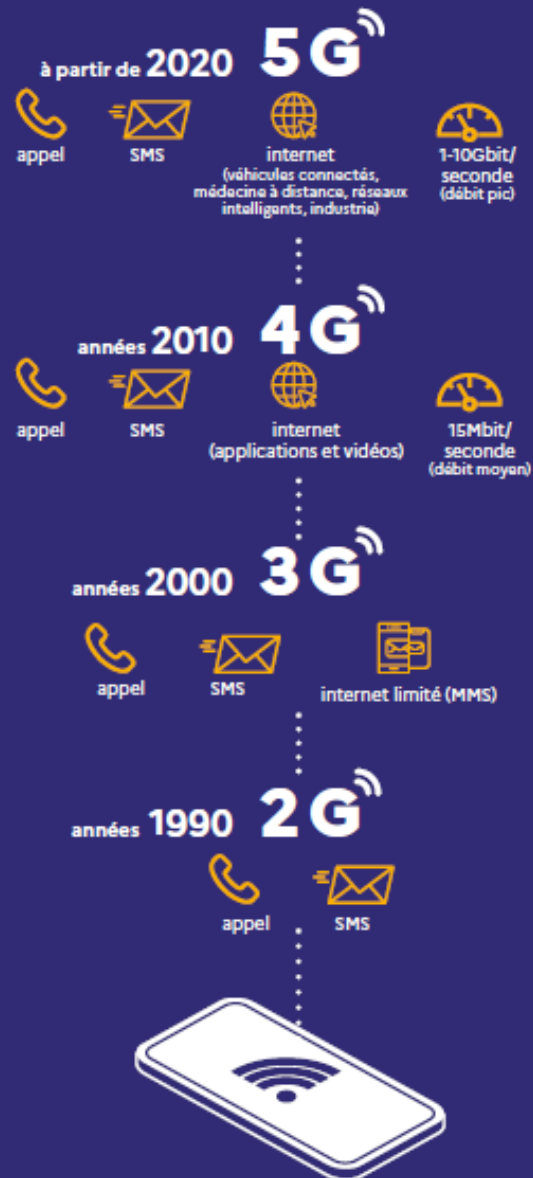 à partir de 2020 5G
appel
SMS
internet
(véhicules connectés,
médecine à distance, réseaux
intelligents, industrie)
1-10Gbit/
seconde
(débit pic)
années 2010 4G
appel
SMS
internet
(applications et vidéos)
15Mbit/
seconde
(débit moyen)
années 2000 3G
appel
SMS
internet limité (MMS)
années 1990 2G
appel
SMS